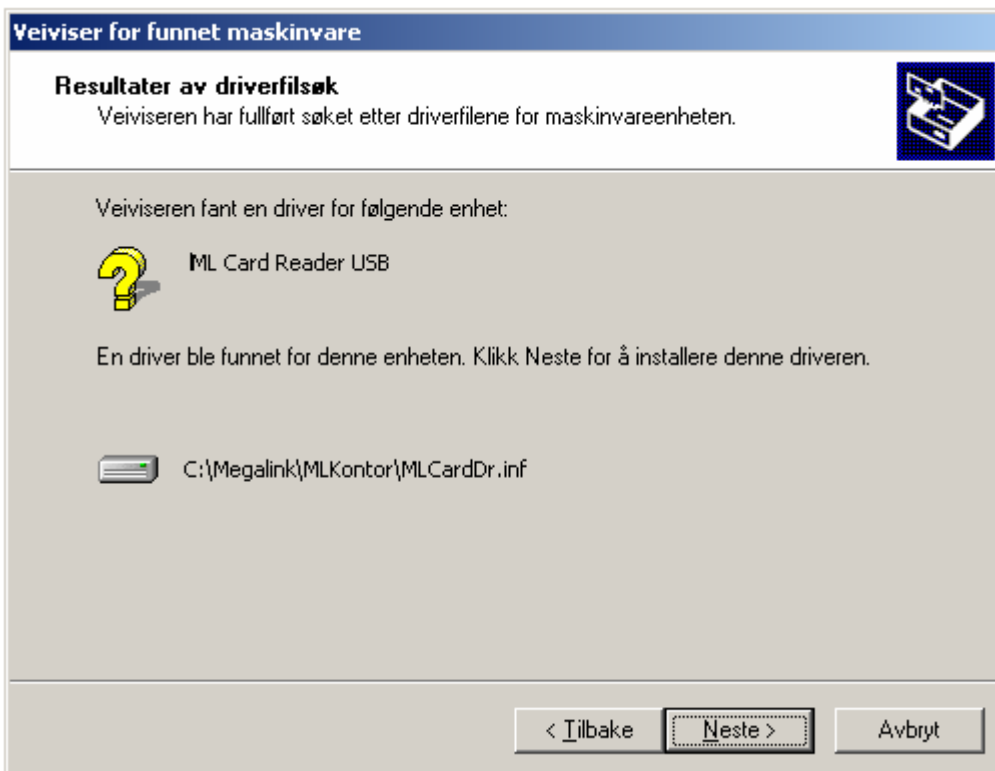 Veiviser for funnet maskinvare
Resultater av driverfilsøk
Veiviseren har fullført søket etter driverfilene for maskinvareenheten.
Veiviseren fant en driver for følgende enhet:
ML Card Reader USB
En driver ble funnet for denne enheten. Klikk Neste for å installere denne driveren.
C:\Megalink\MLKontor\MLCardDr.inf
< Tilbake
Neste >
Avbryt